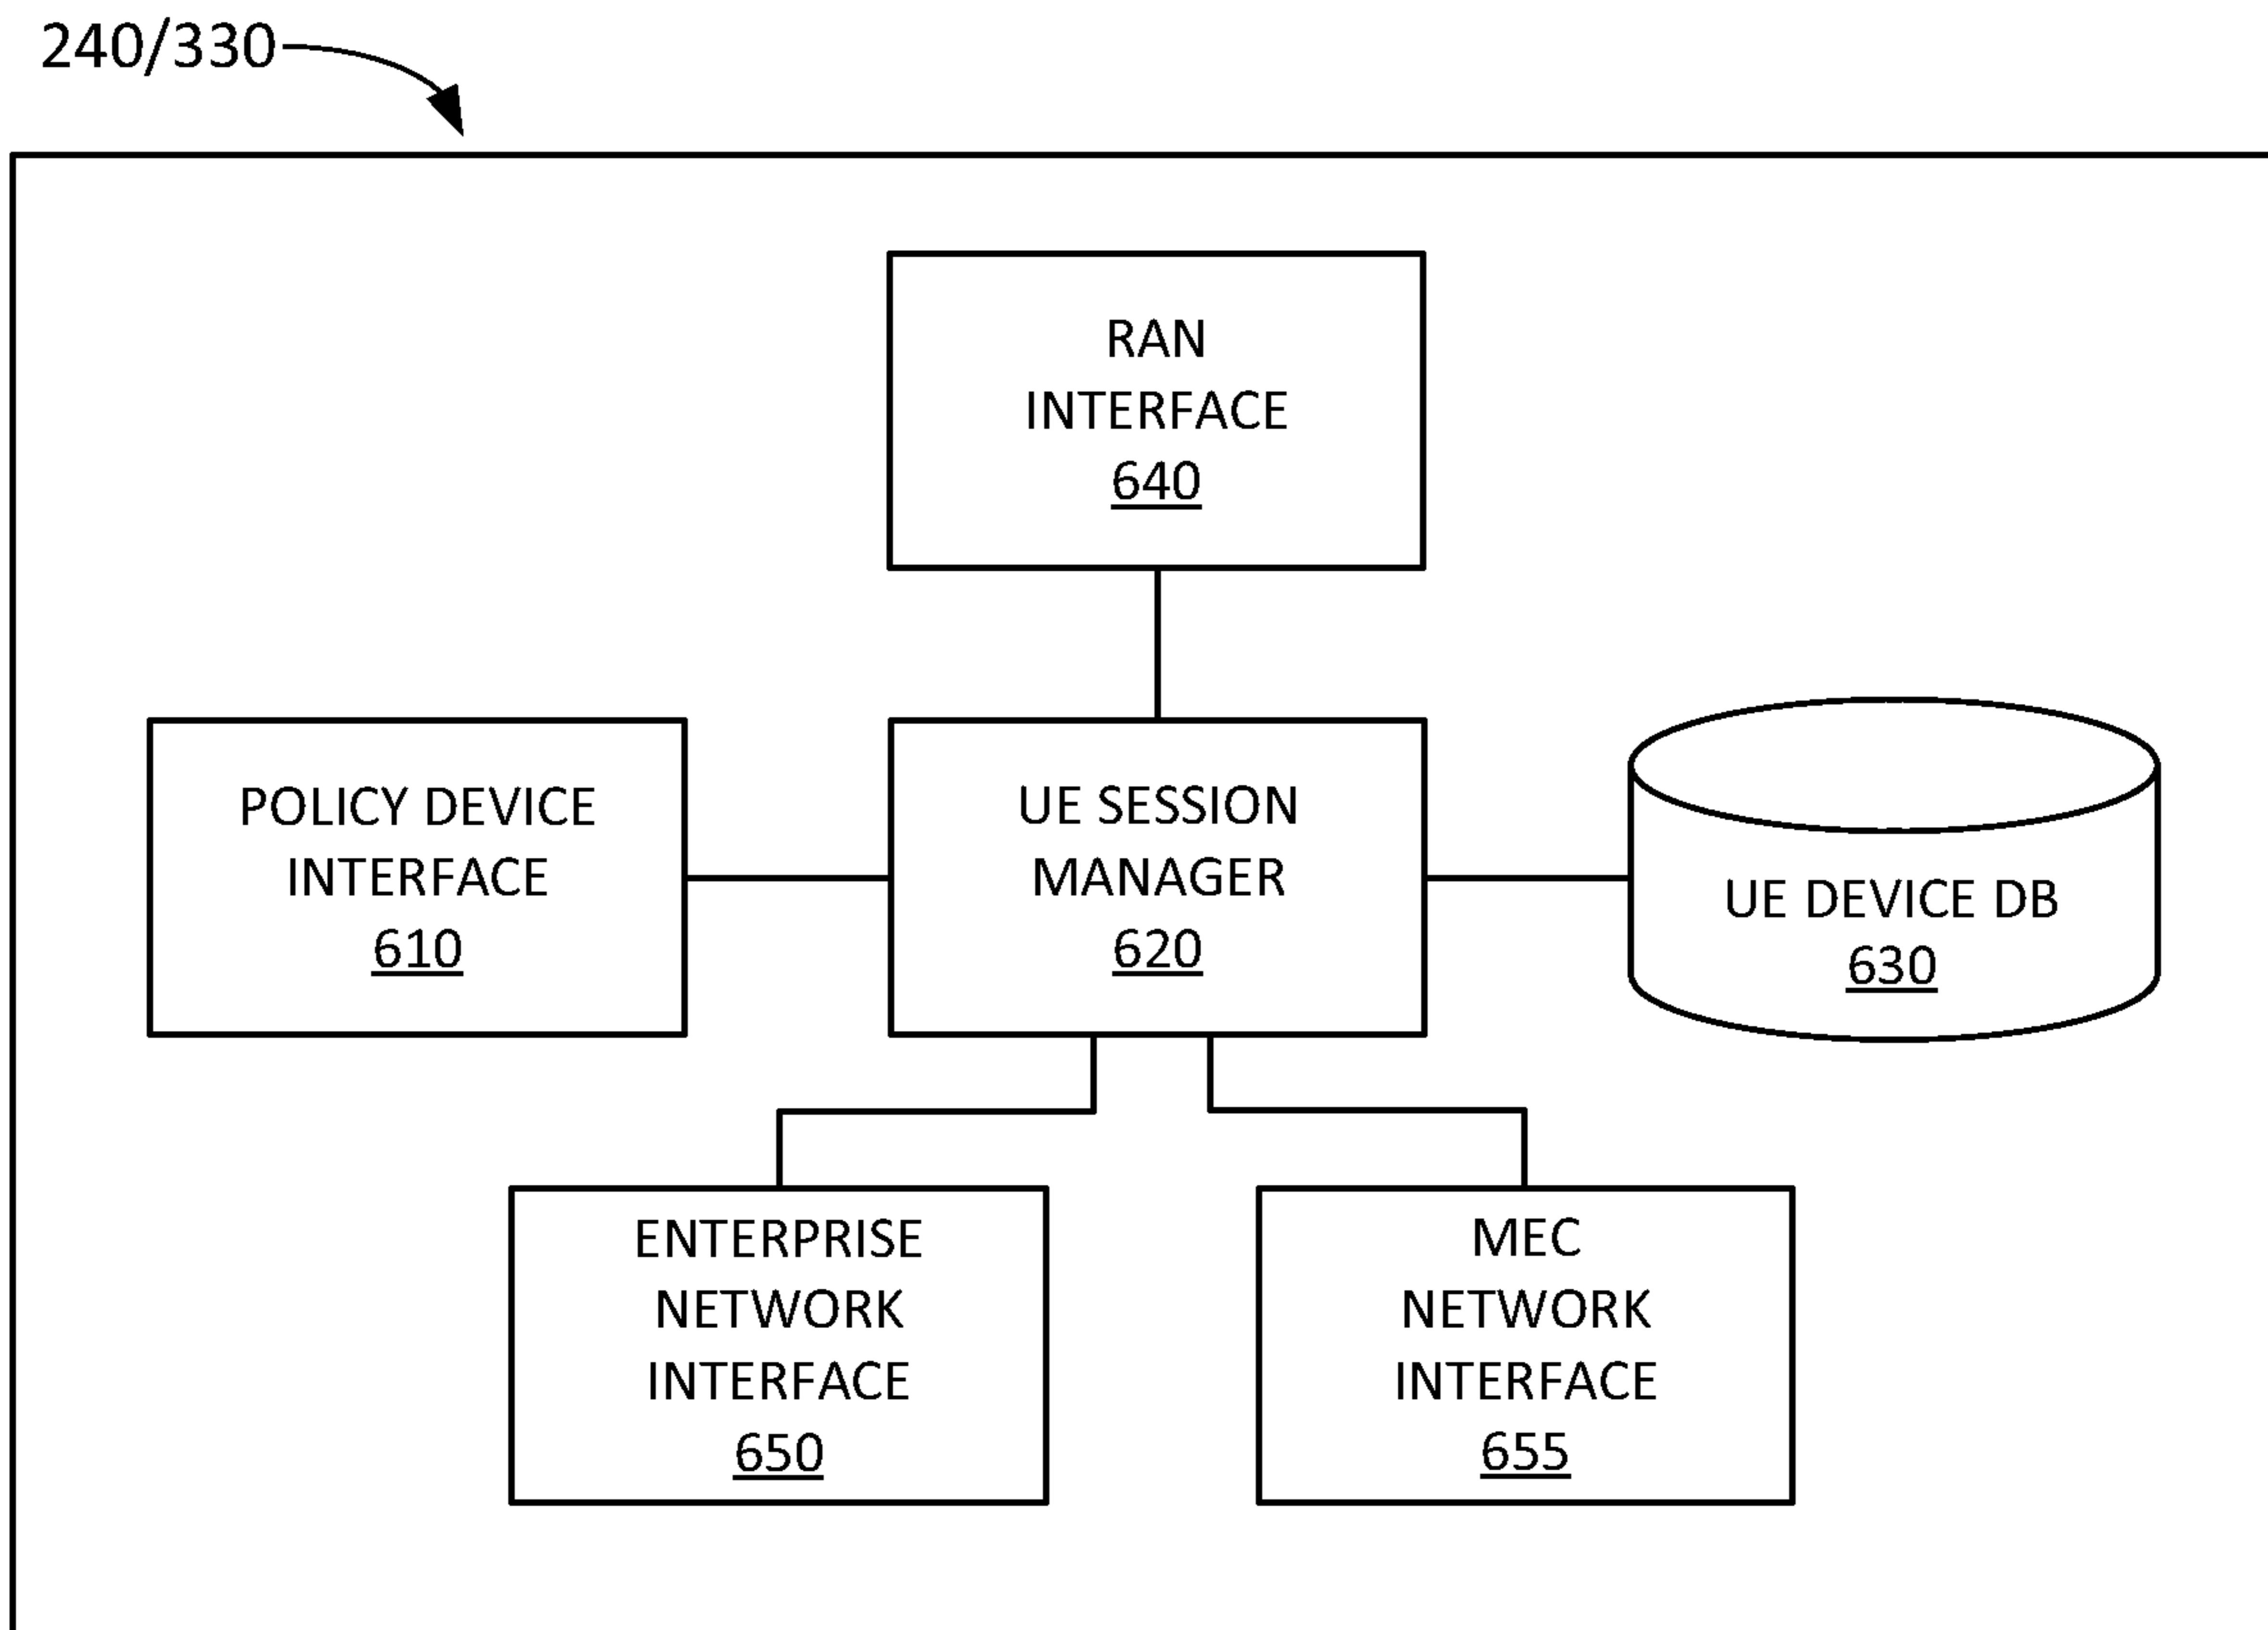 240/330
RAN
INTERFACE
640
POLICY DEVICE
INTERFACE
610
UE SESSION
MANAGER
620
UE DEVICE DB
630
ENTERPRISE
NETWORK
INTERFACE
650
MEC
NETWORK
INTERFACE
655